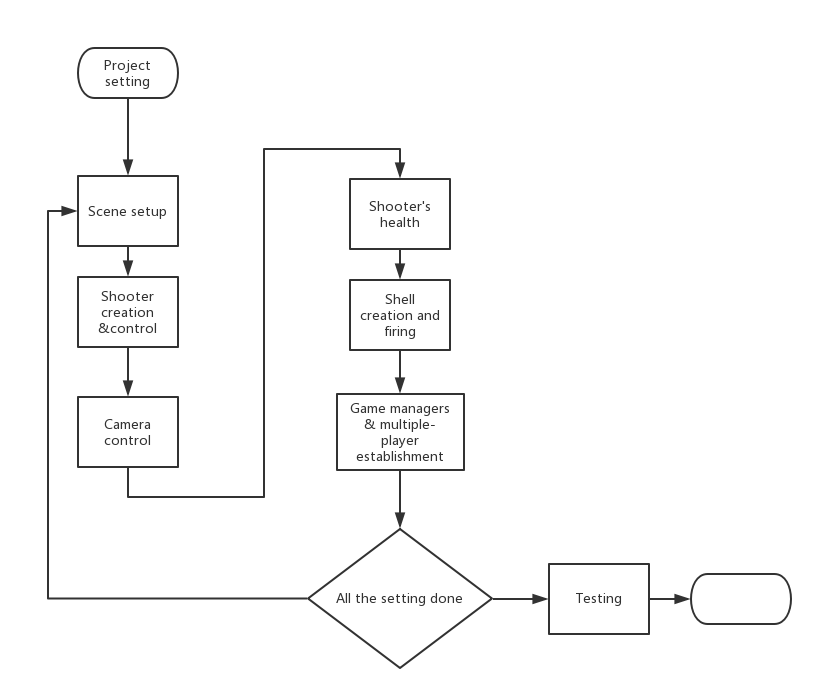 Project
setting
Scene setup
Shooter
creation
&control
Camera
control
Shooter's
health
Shell
creation and
firing
Game managers
& multiple-
player
establishment
All the setting done
Testing